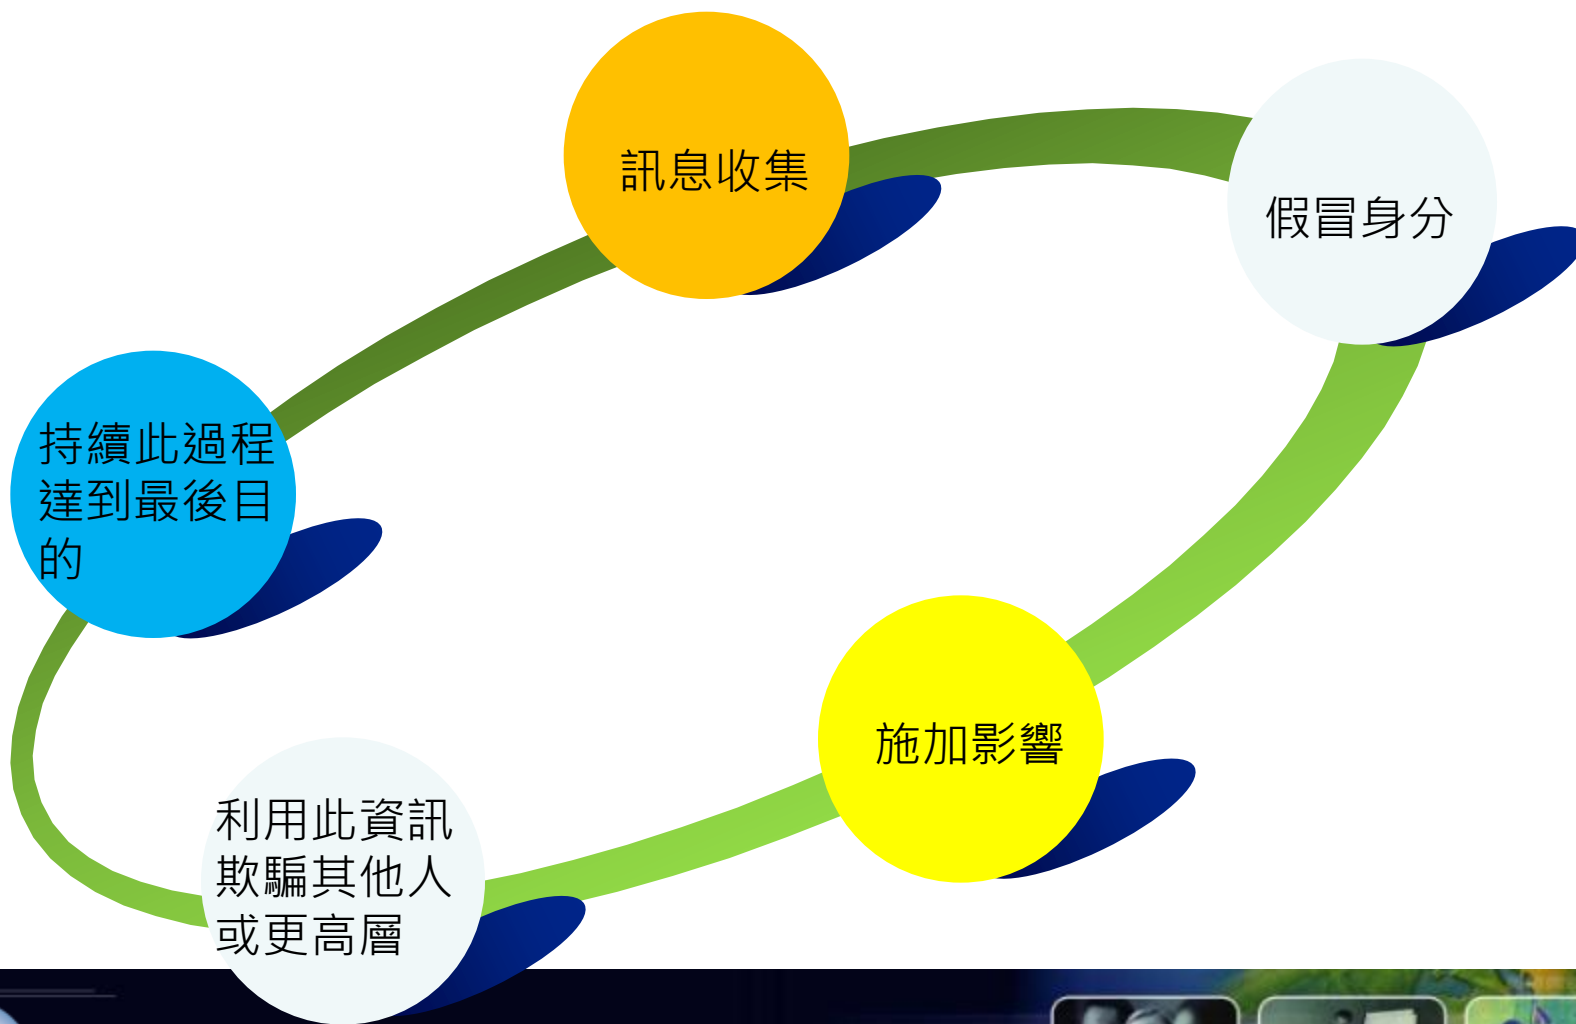 訊息收集
假冒身分
施加影響
利用此資訊
欺騙其他人
或更高層
持續此過程
達到最後目
的